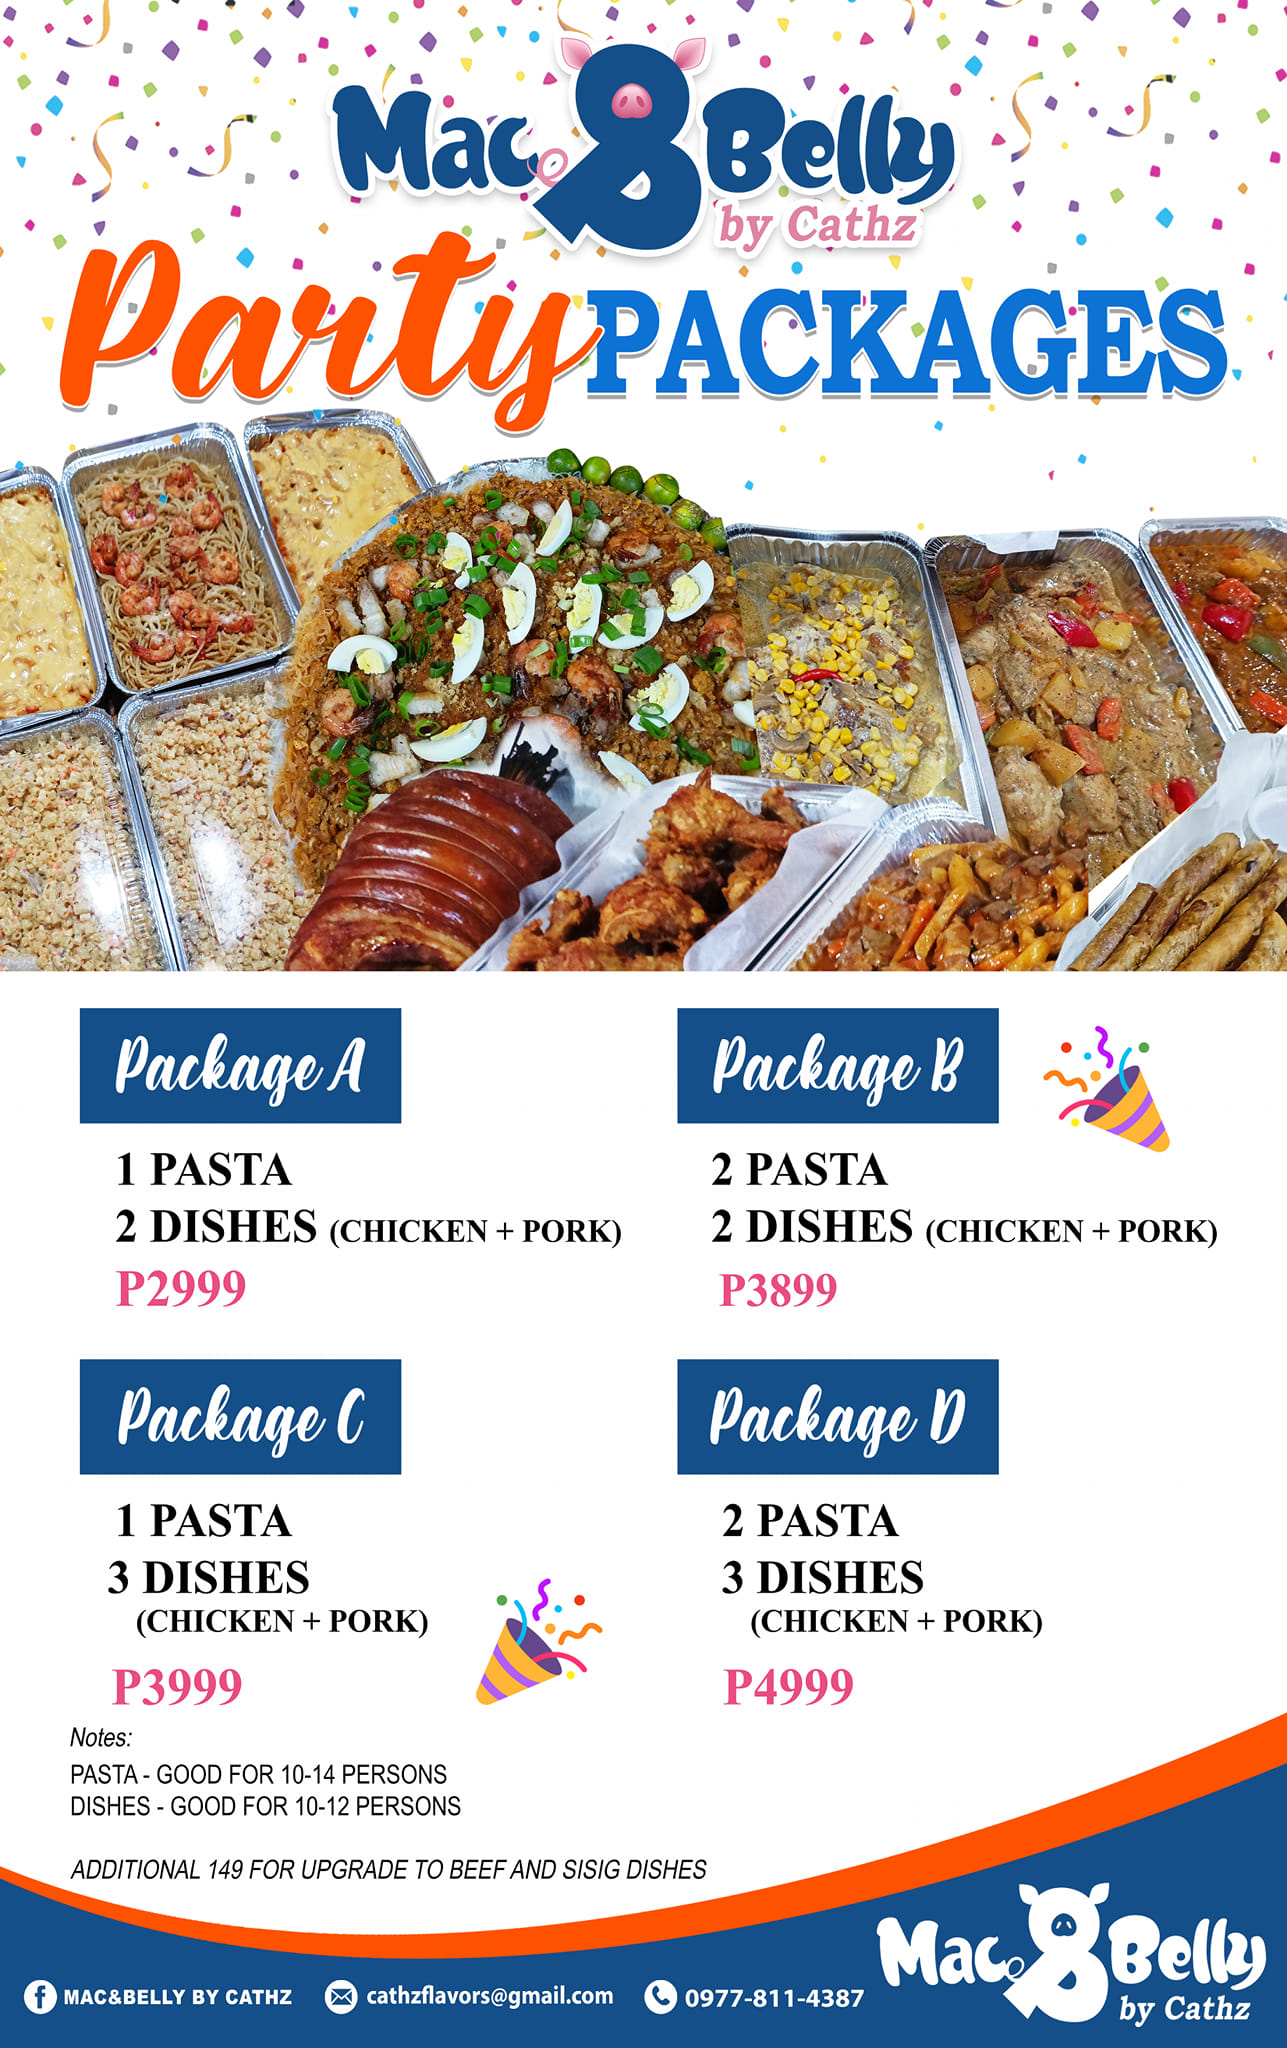 Mac & Belly
by Cathz
Party PACKAGES
Package A
1 PASTA
2 DISHES (CHICKEN + PORK)
P2999
Package B
2 PASTA
2 DISHES (CHICKEN + PORK)
P3899
Package C
1 PASTA
3 DISHES
(CHICKEN + PORK)
P3999
Package D
2 PASTA
3 DISHES
(CHICKEN + PORK)
P4999
Notes:
PASTA - GOOD FOR 10-14 PERSONS
DISHES - GOOD FOR 10-12 PERSONS
ADDITIONAL 149 FOR UPGRADE TO BEEF AND SISIG DISHES
MAC&BELLY BY CATHZ cathzflavors@gmail.com 0977-811-4387
Mac & Belly
by Cathz